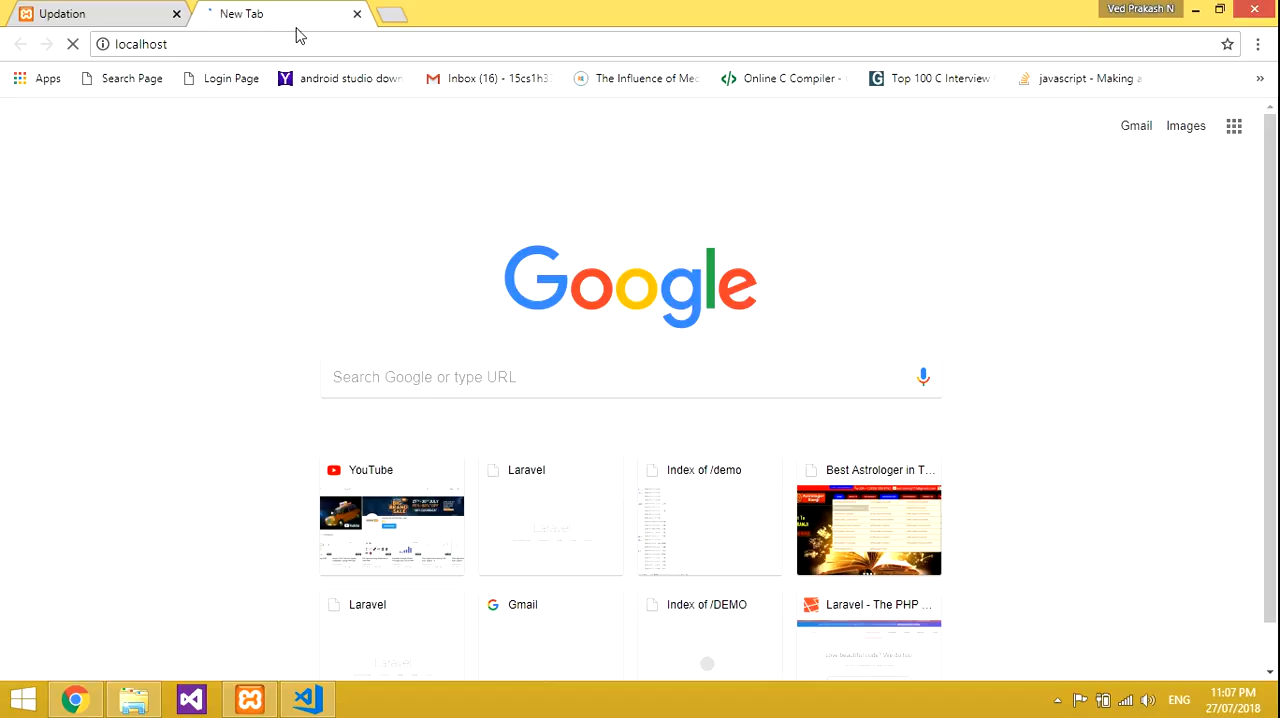 Updation
New Tab
Ved Prakash N
localhost
Apps
Search Page
Login Page
android studio dow
Inbox (16) - 15cs1h3
The Influence of Mec
Online C Compiler -
Top 100 C Interview
javascript - Making a
»
Gmail
Images
Google
Search Google or type URL
YouTube
Laravel
Index of /demo
Best Astrologer in T...
Laravel
Gmail
Index of /DEMO
Laravel - The PHP ...
ENG
11:07 PM
27/07/2018